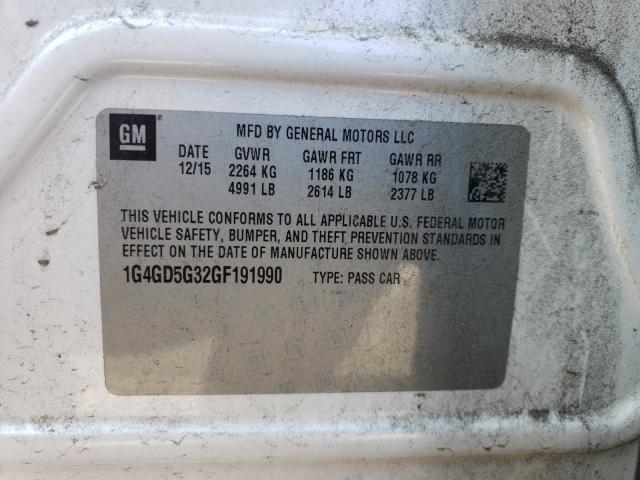 GM ®
MFD BY GENERAL MOTORS LLC
DATE GVWR GAWR FRT GAWR RR
12/15 2264 KG 1186 KG 1078 KG
4991 LB 2614 LB 2377 LB
THIS VEHICLE CONFORMS TO ALL APPLICABLE U.S. FEDERAL MOTOR
VEHICLE SAFETY, BUMPER, AND THEFT PREVENTION STANDARDS IN
EFFECT ON THE DATE OF MANUFACTURE SHOWN ABOVE.
1G4GD5G32GF191990 TYPE: PASS CAR